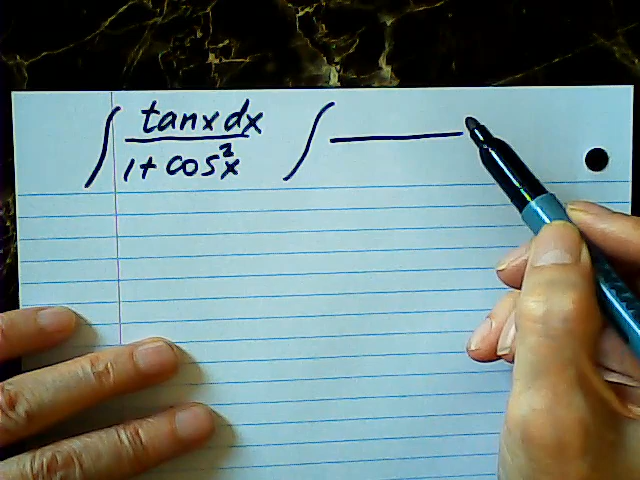 ∫ tanx dx / 1 + cos²x ∫